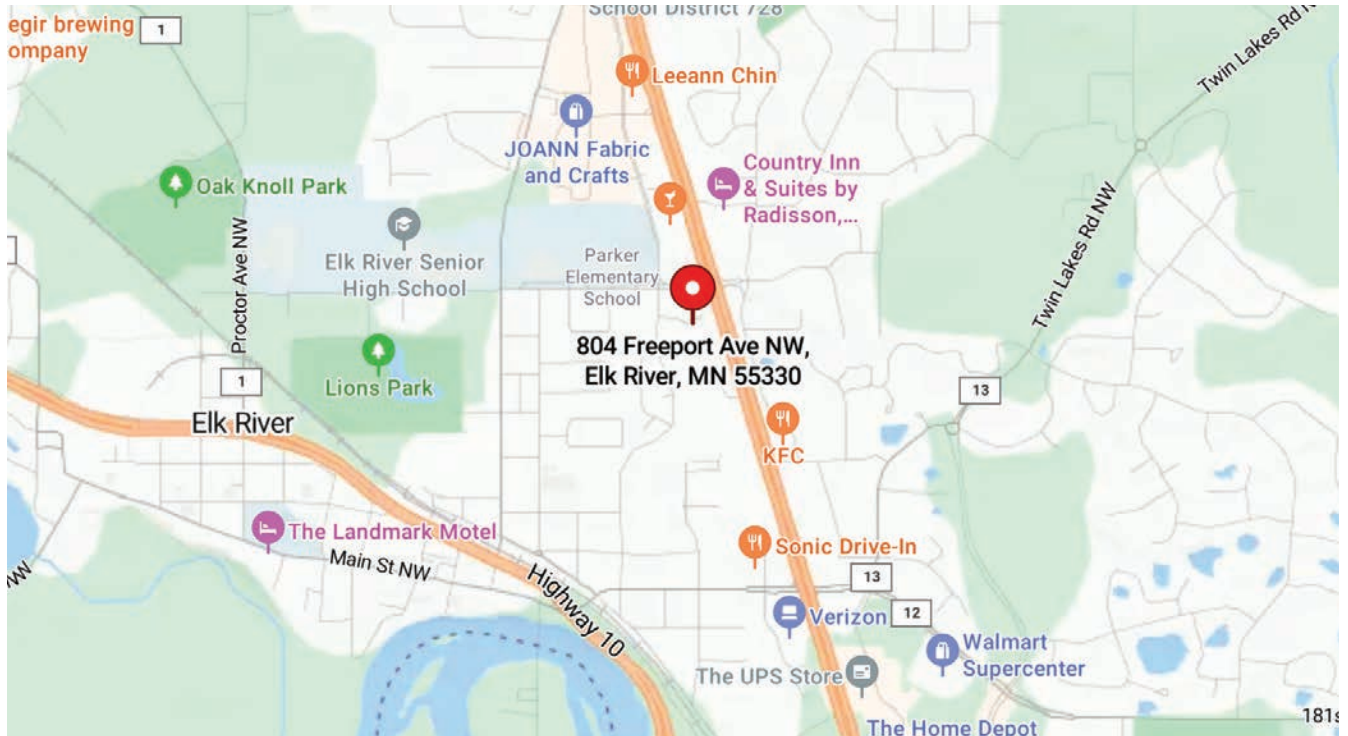 School District 728
egir brewing
ompany
1
Leeann Chin
Twin Lakes Rd N
JOANN Fabric
and Crafts
Country Inn
& Suites by
Radisson,...
Oak Knoll Park
Proctor Ave NW
Elk River Senior
High School
Parker
Elementary
School
Twin Lakes Rd NW
804 Freeport Ave NW,
Elk River, MN 55330
1
Lions Park
13
Elk River
KFC
The Landmark Motel
Main St NW
Sonic Drive-In
NW
Highway 10
13
12
Verizon
Walmart
Supercenter
The UPS Store
181s
The Home Depot